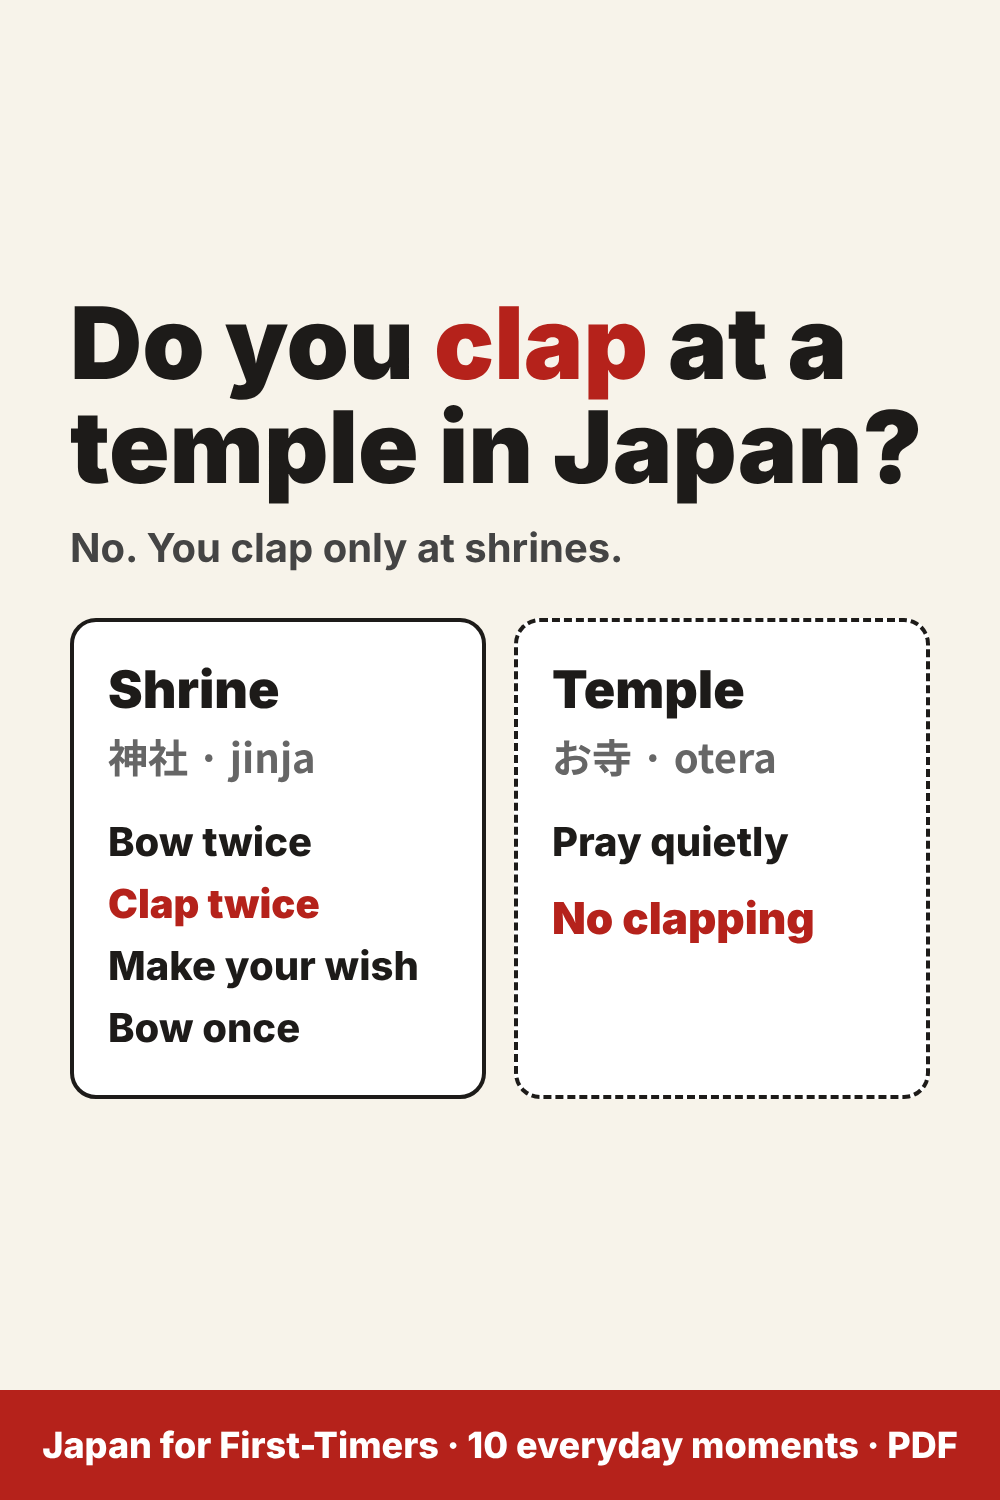 Do you clap at a
temple in Japan?
No. You clap only at shrines.
Shrine
神社 · jinja
Bow twice
Clap twice
Make your wish
Bow once
Temple
お寺 · otera
Pray quietly
No clapping
Japan for First-Timers · 10 everyday moments · PDF